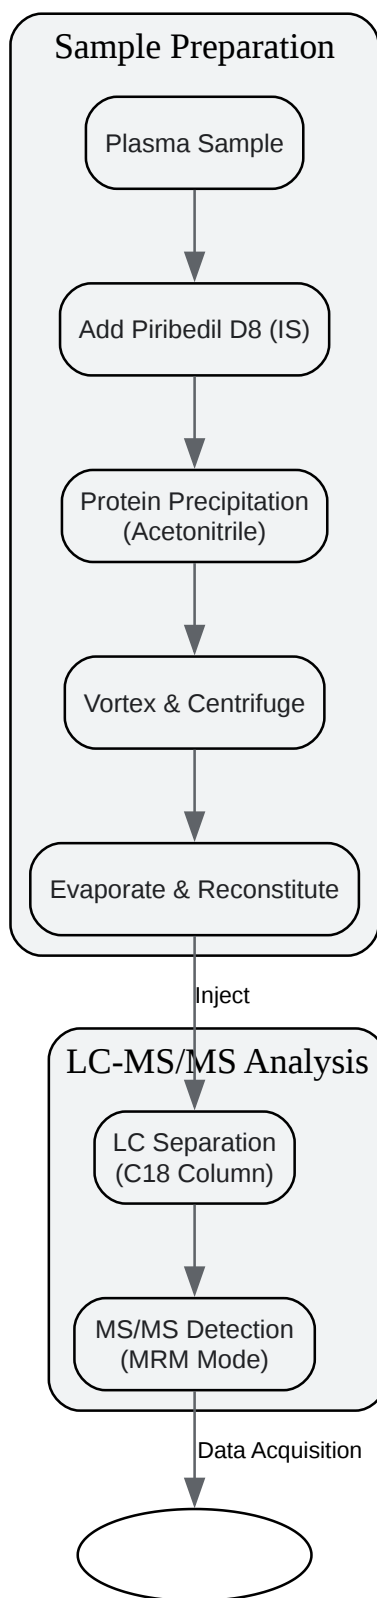 Sample Preparation
Plasma Sample
Add Piribedil D8 (IS)
Protein Precipitation
(Acetonitrile)
Vortex & Centrifuge
Evaporate & Reconstitute
Inject
LC-MS/MS Analysis
LC Separation
(C18 Column)
MS/MS Detection
(MRM Mode)
Data Acquisition